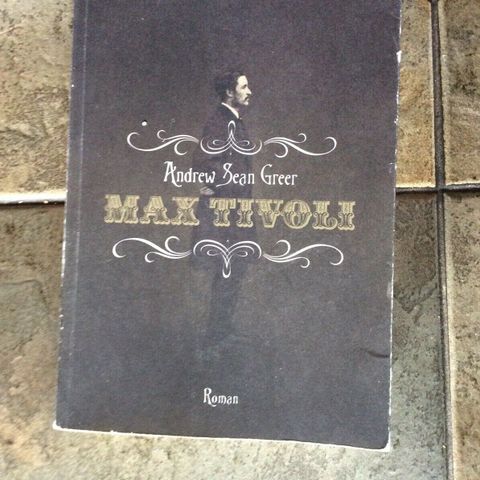 Andrew Sean Greer
MAX TIVOLI
Roman